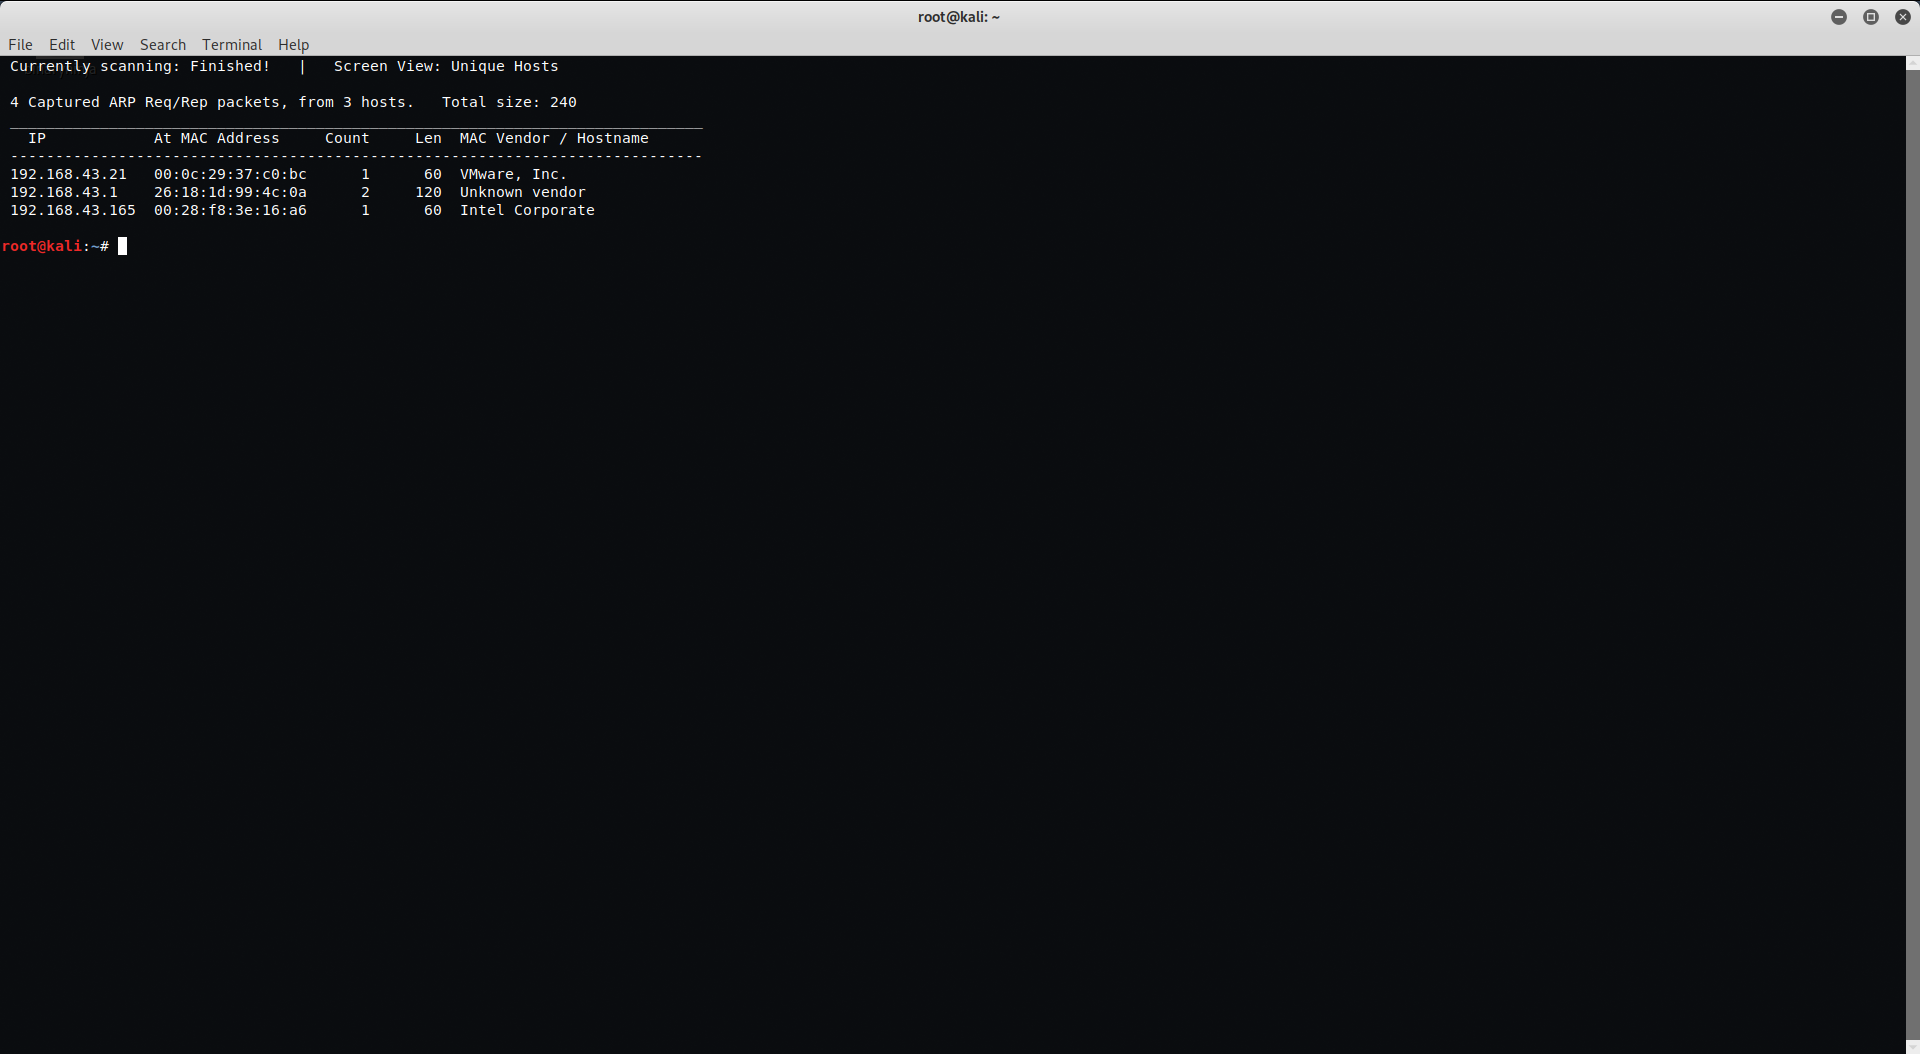 root@kali: ~
File Edit View Search Terminal Help
Currently scanning: Finished!   |   Screen View: Unique Hosts
4 Captured ARP Req/Rep packets, from 3 hosts.   Total size: 240
_____________________________________________________________________________
IP            At MAC Address     Count     Len  MAC Vendor / Hostname
-----------------------------------------------------------------------------
192.168.43.21   00:0c:29:37:c0:bc      1      60  VMware, Inc.
192.168.43.1    26:18:1d:99:4c:0a      2     120  Unknown vendor
192.168.43.165  00:28:f8:3e:16:a6      1      60  Intel Corporate
root@kali:~#